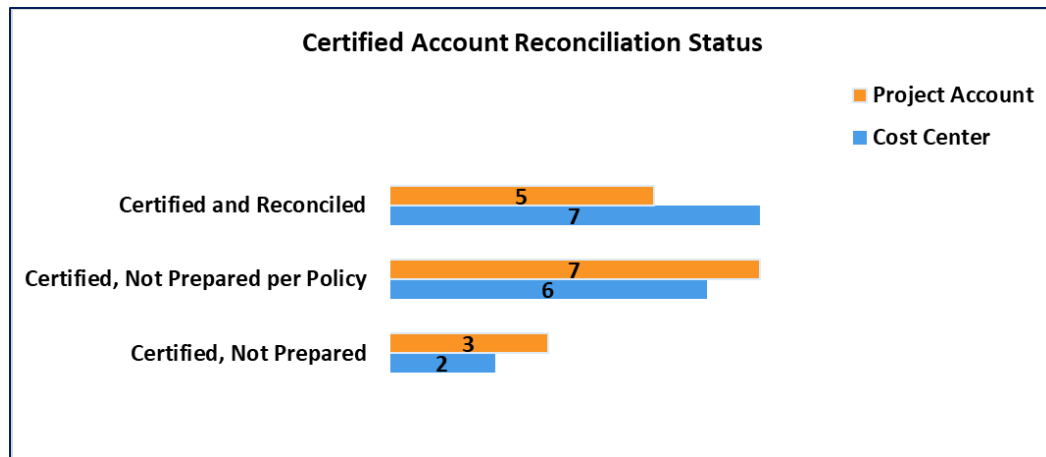 Certified Account Reconciliation Status
Project Account
Cost Center
Certified and Reconciled
5
7
Certified, Not Prepared per Policy
7
6
Certified, Not Prepared
3
2